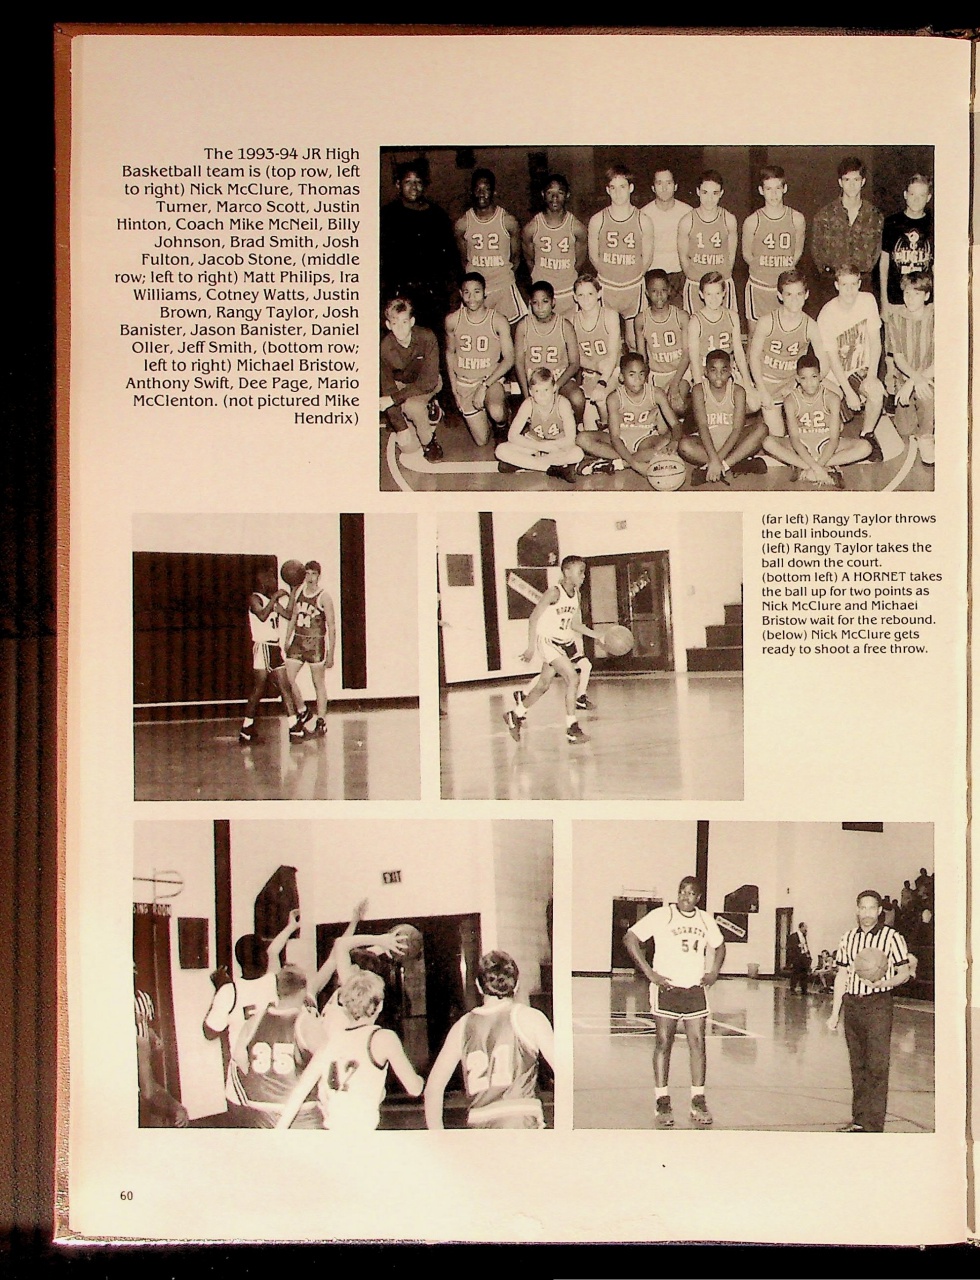 The 1993-94 JR High
Basketball team is (top row, left
to right) Nick McClure, Thomas
Turner, Marco Scott, Justin
Hinton, Coach Mike McNeil, Billy
Johnson, Brad Smith, Josh
Fulton, Jacob Stone, (middle
row; left to right) Matt Philips, Ira
Williams, Cotney Watts, Justin
Brown, Rangy Taylor, Josh
Banister, Jason Banister, Daniel
Oller, Jeff Smith, (bottom row;
left to right) Michael Bristow,
Anthony Swift, Dee Page, Mario
McClenton. (not pictured Mike
Hendrix)
32
BLEVINS
34
BLEVINS
54
BLEVINS
14
BLEVINS
40
BLEVINS
30
BLEVINS
52
50
10
BLEVINS
12
24
BLEVINS
44
20
HORNET
42
MIKASA
(far left) Rangy Taylor throws
the ball inbounds.
(left) Rangy Taylor takes the
ball down the court.
(bottom left) A HORNET takes
the ball up for two points as
Nick McClure and Michael
Bristow wait for the rebound.
(below) Nick McClure gets
ready to shoot a free throw.
EXIT
35
12
21
HORNETS
54
60